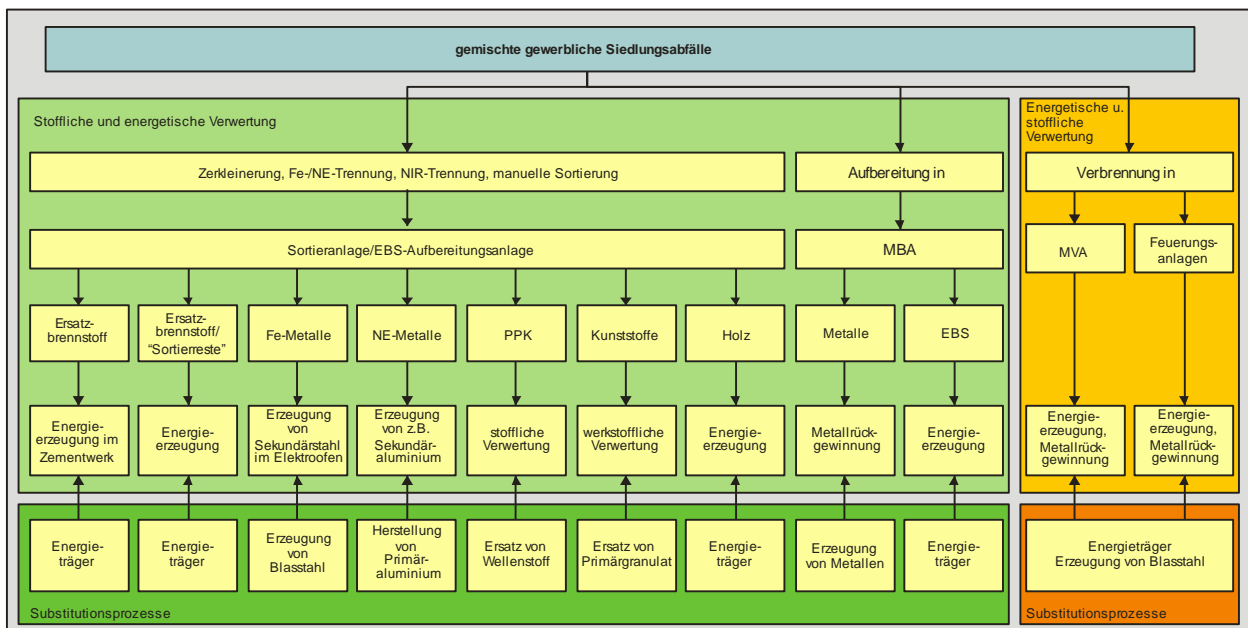 gemischte gewerbliche Siedlungsabfälle
Stoffliche und energetische Verwertung
Energetische u.
stoffliche
Verwertung
Zerkleinerung, Fe-/NE-Trennung, NIR-Trennung, manuelle Sortierung
Aufbereitung in
Verbrennung in
Sortieranlage/EBS-Aufbereitungsanlage
MBA
MVA
Feuerungs-
anlagen
Ersatz-
brennstoff
Ersatz-
brennstoff/
“Sortierreste”
Fe-Metalle
NE-Metalle
PPK
Kunststoffe
Holz
Metalle
EBS
Energie-
erzeugung im
Zementwerk
Energie-
erzeugung
Erzeugung
von
Sekundärstahl
im Elektroofen
Erzeugung
von z.B.
Sekundär-
aluminium
stoffliche
Verwertung
werkstoffliche
Verwertung
Energie-
erzeugung
Metallrück-
gewinnung
Energie-
erzeugung
Energie-
erzeugung,
Metallrück-
gewinnung
Energie-
erzeugung,
Metallrück-
gewinnung
Energie-
träger
Energie-
träger
Erzeugung
von
Blasstahl
Herstellung
von
Primär-
aluminium
Ersatz von
Wellenstoff
Ersatz von
Primärgranulat
Energie-
träger
Erzeugung
von Metallen
Energie-
träger
Energieträger
Erzeugung von Blasstahl
Substitutionsprozesse
Substitutionsprozesse